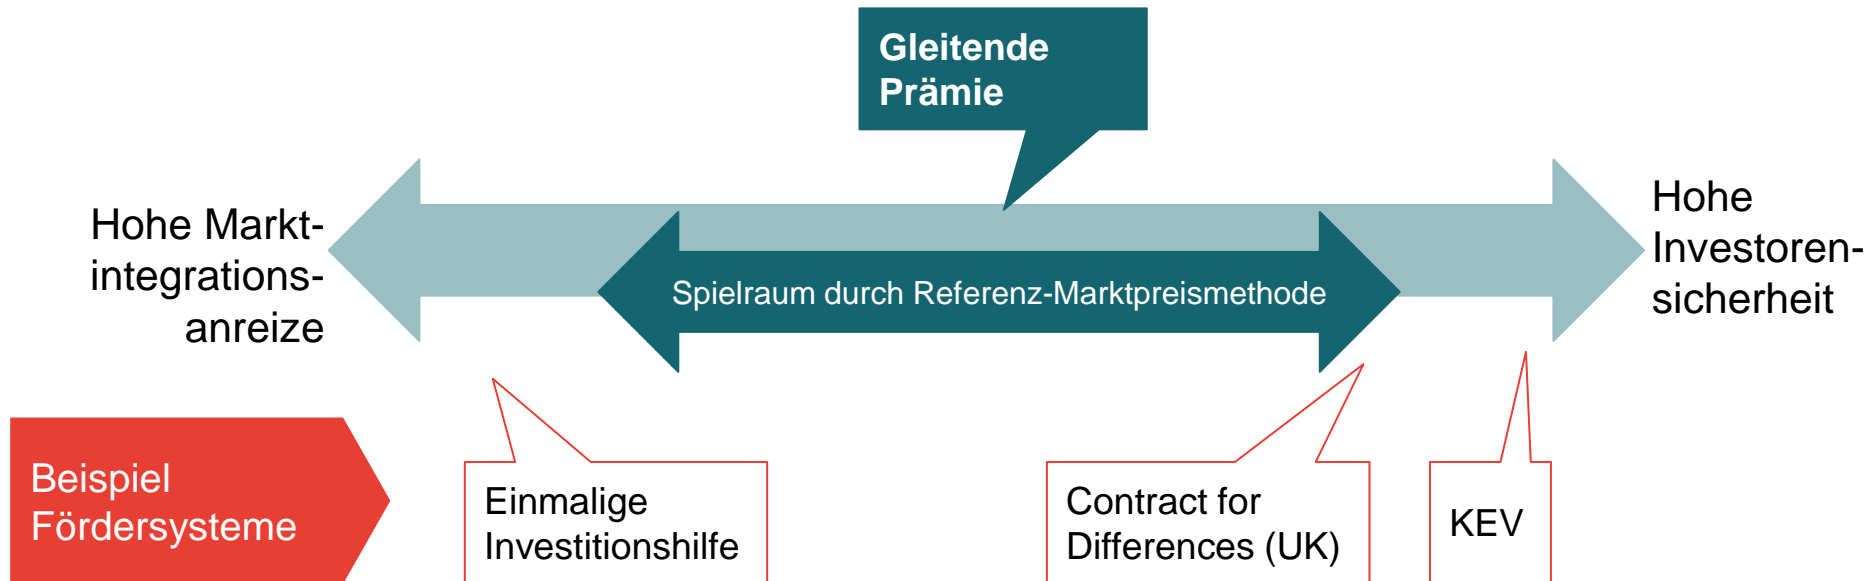 Gleitende
Prämie
Hohe Markt-
integrations-
anreize
Spielraum durch Referenz-Marktpreismethode
Hohe
Investoren-
sicherheit
Beispiel
Fördersysteme
Einmalige
Investitionshilfe
Contract for
Differences (UK)
KEV